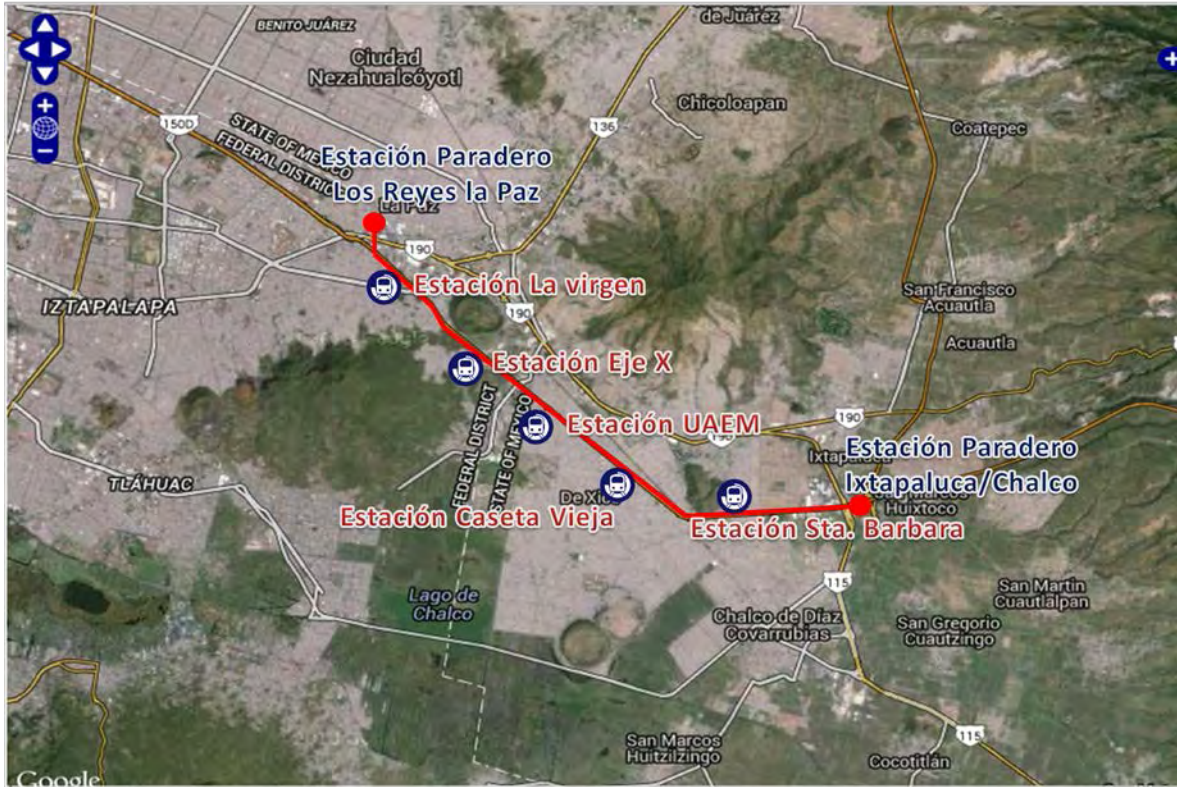 de Juárez
BENITO JUÁREZ
Ciudad
Nezahualcóyotl
Chicoloapan
150D
136
Coatepec
STATE OF MEXICO
FEDERAL DISTRICT
Estación Paradero
Los Reyes la Paz
La Paz
190
Estación La virgen
IZTAPALAPA
San Francisco
Acuautla
190
Acuautla
Estación Eje X
FEDERAL DISTRICT
STATE OF MEXICO
Estación UAEM
190
190
Estación Paradero
Ixtapaluca/Chalco
Ixtapaluca
TLÁHUAC
De Xico
Huixtoco
Estación Caseta Vieja
Estación Sta. Barbara
115
San Martín
Cuautlalpan
Lago de
Chalco
Chalco de Díaz
Covarrubias
San Gregorio
Cuautzingo
115
San Marcos
Huitzilzingo
Cocotitlán
Google